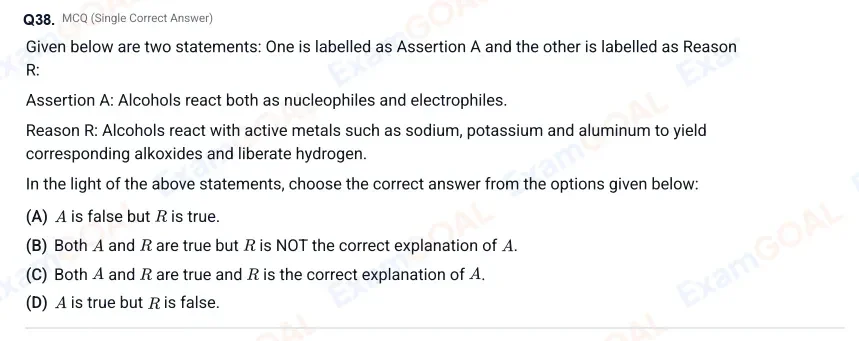 Q38. MCQ (Single Correct Answer)
Given below are two statements: One is labelled as Assertion A and the other is labelled as Reason
R:
Assertion A: Alcohols react both as nucleophiles and electrophiles.
Reason R: Alcohols react with active metals such as sodium, potassium and aluminum to yield
corresponding alkoxides and liberate hydrogen.
In the light of the above statements, choose the correct answer from the options given below:
(A) A is false but R is true.
(B) Both A and R are true but R is NOT the correct explanation of A.
(C) Both A and R are true and R is the correct explanation of A.
(D) A is true but R is false.